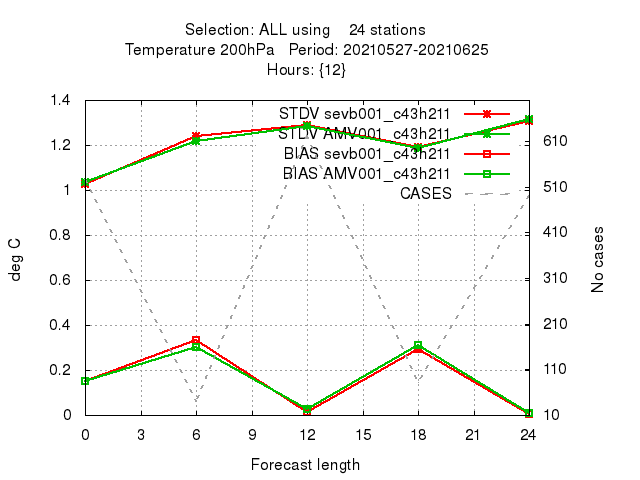 Selection: ALL using 24 stations
Temperature 200hPa Period: 20210527-20210625
Hours: {12}
STDV sevb001_c43h211
STDV AMV001_c43h211
BIAS sevb001_c43h211
BIAS AMV001_c43h211
CASES
deg C
1.4
1.2
1
0.8
0.6
0.4
0.2
0
No cases
610
510
410
310
210
110
10
0 3 6 9 12 15 18 21 24
Forecast length